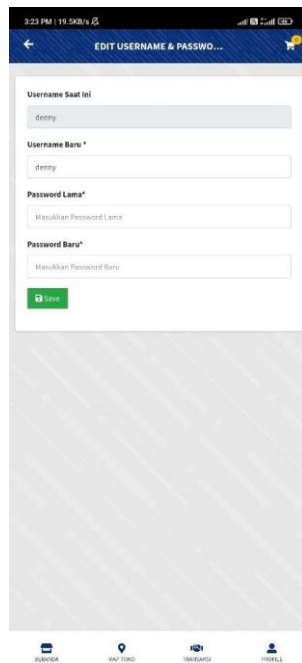 3:23 PM | 19.5KB/s
EDIT USERNAME & PASSWO...
Username Saat Ini
denny
Username Baru *
denny
Password Lama*
Masukkan Password Lama
Password Baru*
Masukkan Password Baru
Save
BERANDA
MAP TOKO
TRANSAKSI
PROFILE